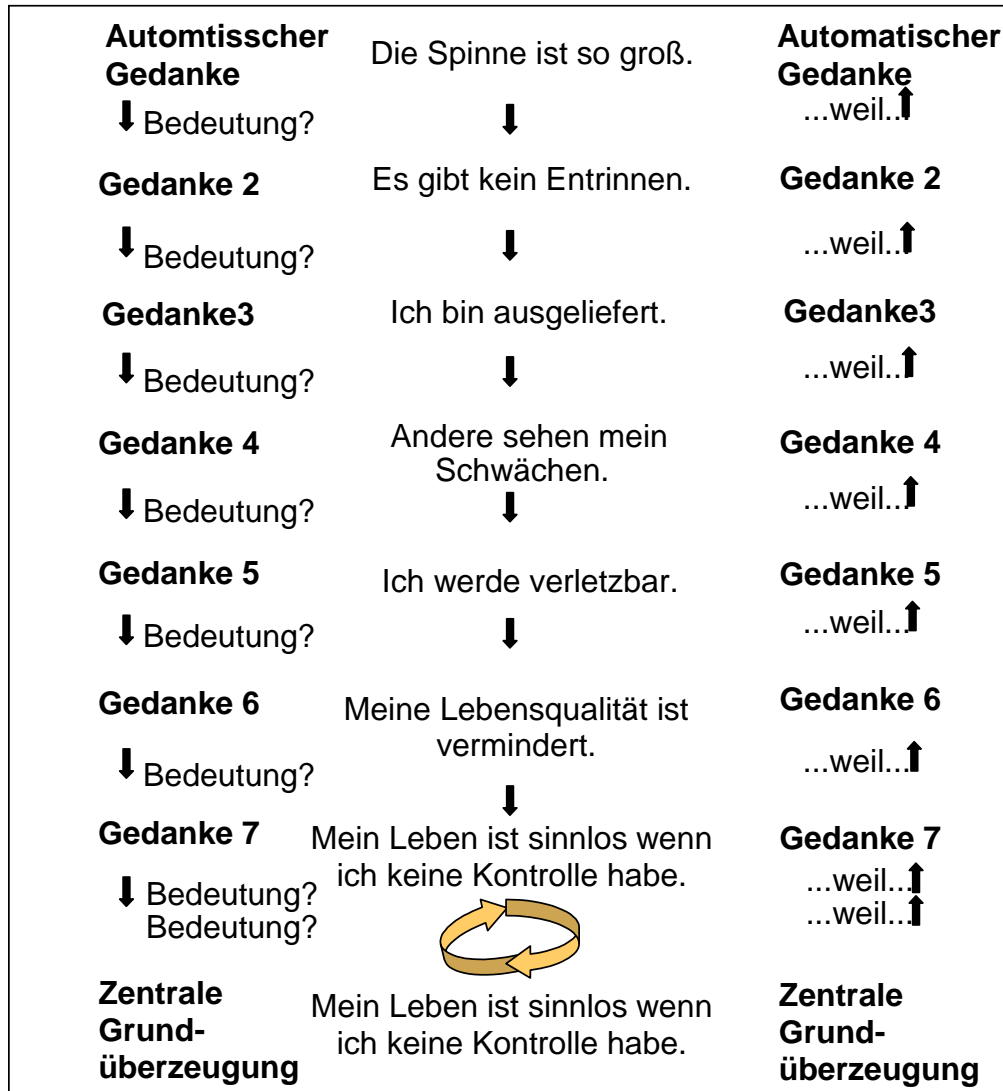 Automtisscher
Gedanke
Die Spinne ist so groß.
Automatischer
Gedanke
Bedeutung?
...weil...
Gedanke 2
Es gibt kein Entrinnen.
Gedanke 2
Bedeutung?
...weil...
Gedanke3
Ich bin ausgeliefert.
Gedanke3
Bedeutung?
...weil...
Gedanke 4
Andere sehen mein
Schwächen.
Gedanke 4
Bedeutung?
...weil...
Gedanke 5
Ich werde verletzbar.
Gedanke 5
Bedeutung?
...weil...
Gedanke 6
Meine Lebensqualität ist
vermindert.
Gedanke 6
Bedeutung?
...weil...
Gedanke 7
Mein Leben ist sinnlos wenn
ich keine Kontrolle habe.
Gedanke 7
Bedeutung?
Bedeutung?
...weil...
...weil...
Zentrale
Grund-
überzeugung
Mein Leben ist sinnlos wenn
ich keine Kontrolle habe.
Zentrale
Grund-
überzeugung